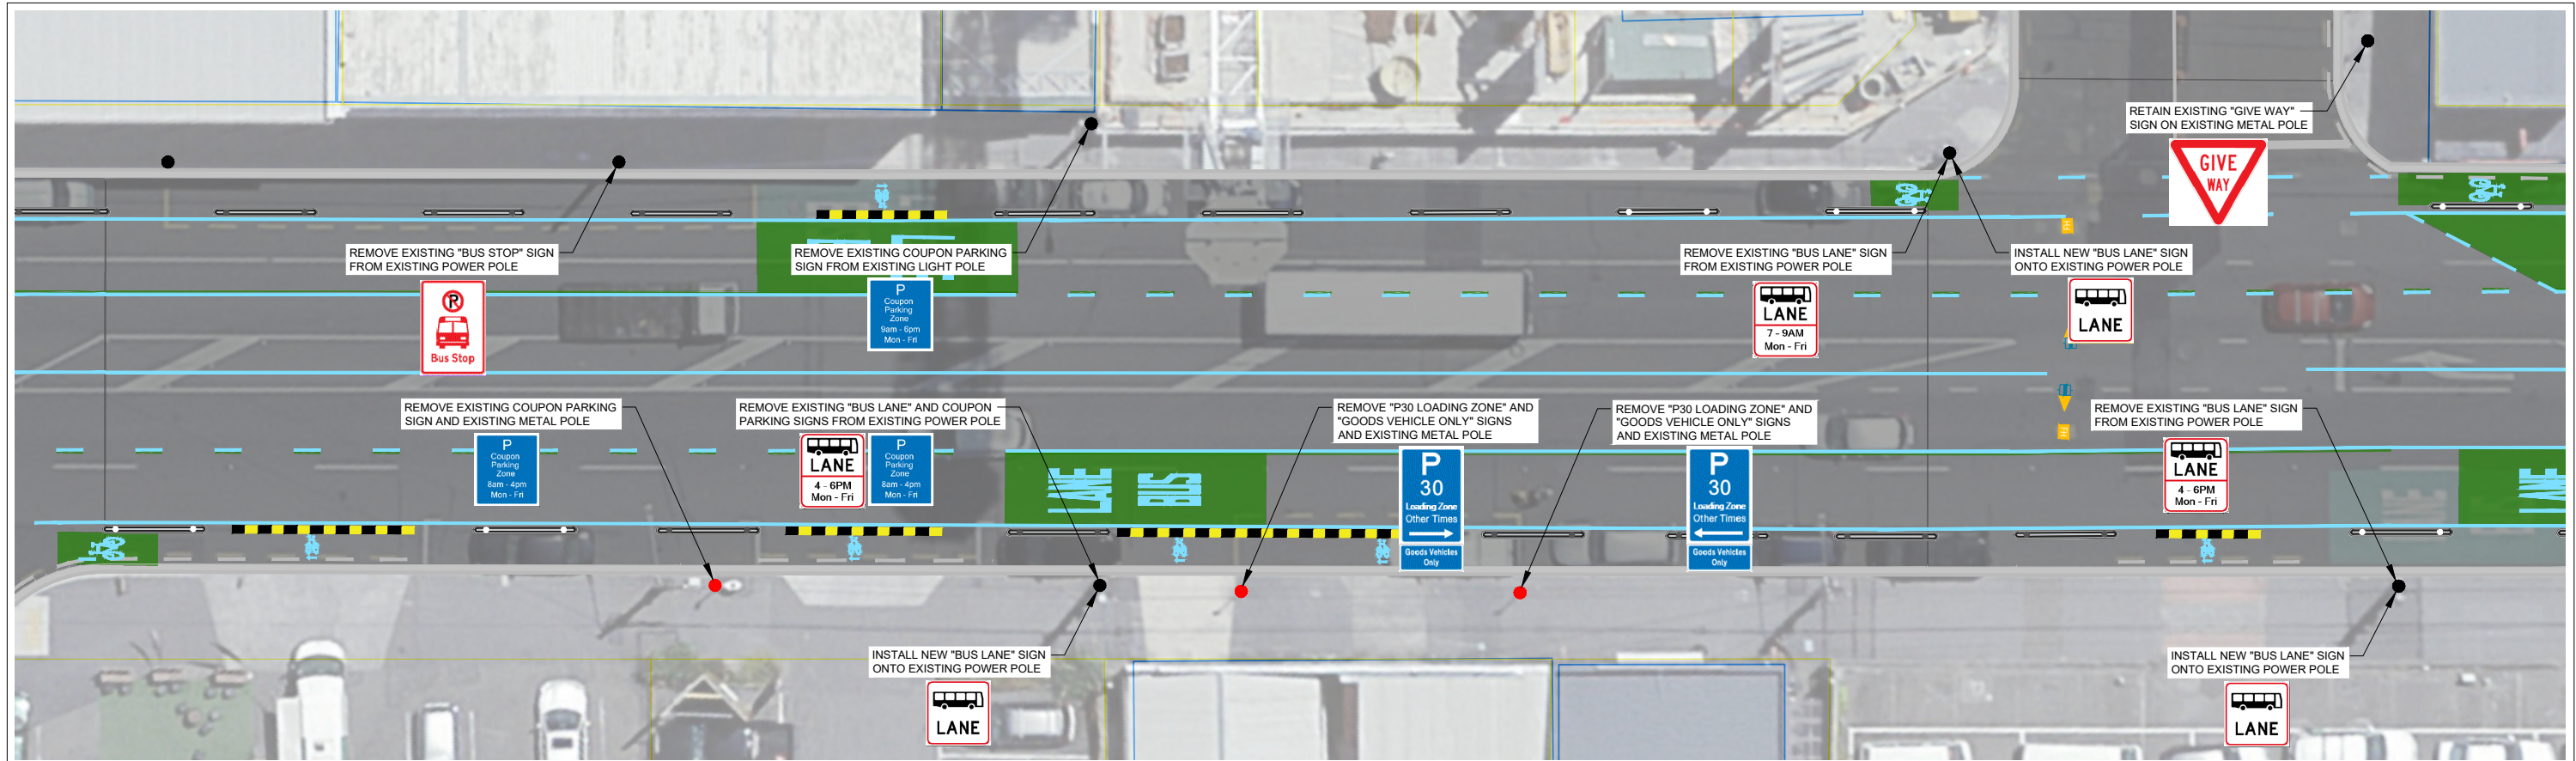 RETAIN EXISTING "GIVE WAY"
SIGN ON EXISTING METAL POLE
GIVE
WAY
REMOVE EXISTING "BUS STOP" SIGN
FROM EXISTING POWER POLE
P
Bus Stop
REMOVE EXISTING COUPON PARKING
SIGN FROM EXISTING LIGHT POLE
P
Coupon
Parking
Zone
9am - 6pm
Mon - Fri
REMOVE EXISTING "BUS LANE" SIGN
FROM EXISTING POWER POLE
LANE
7 - 9AM
Mon - Fri
INSTALL NEW "BUS LANE" SIGN
ONTO EXISTING POWER POLE
LANE
REMOVE EXISTING COUPON PARKING
SIGN AND EXISTING METAL POLE
P
Coupon
Parking
Zone
8am - 4pm
Mon - Fri
REMOVE EXISTING "BUS LANE" AND COUPON
PARKING SIGNS FROM EXISTING POWER POLE
LANE
4 - 6PM
Mon - Fri
P
Coupon
Parking
Zone
8am - 4pm
Mon - Fri
LANE
BUS
REMOVE "P30 LOADING ZONE" AND
"GOODS VEHICLE ONLY" SIGNS
AND EXISTING METAL POLE
P
30
Loading Zone
Other Times
Goods Vehicles
Only
REMOVE "P30 LOADING ZONE" AND
"GOODS VEHICLE ONLY" SIGNS
AND EXISTING METAL POLE
P
30
Loading Zone
Other Times
Goods Vehicles
Only
REMOVE EXISTING "BUS LANE" SIGN
FROM EXISTING POWER POLE
LANE
4 - 6PM
Mon - Fri
INSTALL NEW "BUS LANE" SIGN
ONTO EXISTING POWER POLE
LANE
INSTALL NEW "BUS LANE" SIGN
ONTO EXISTING POWER POLE
LANE